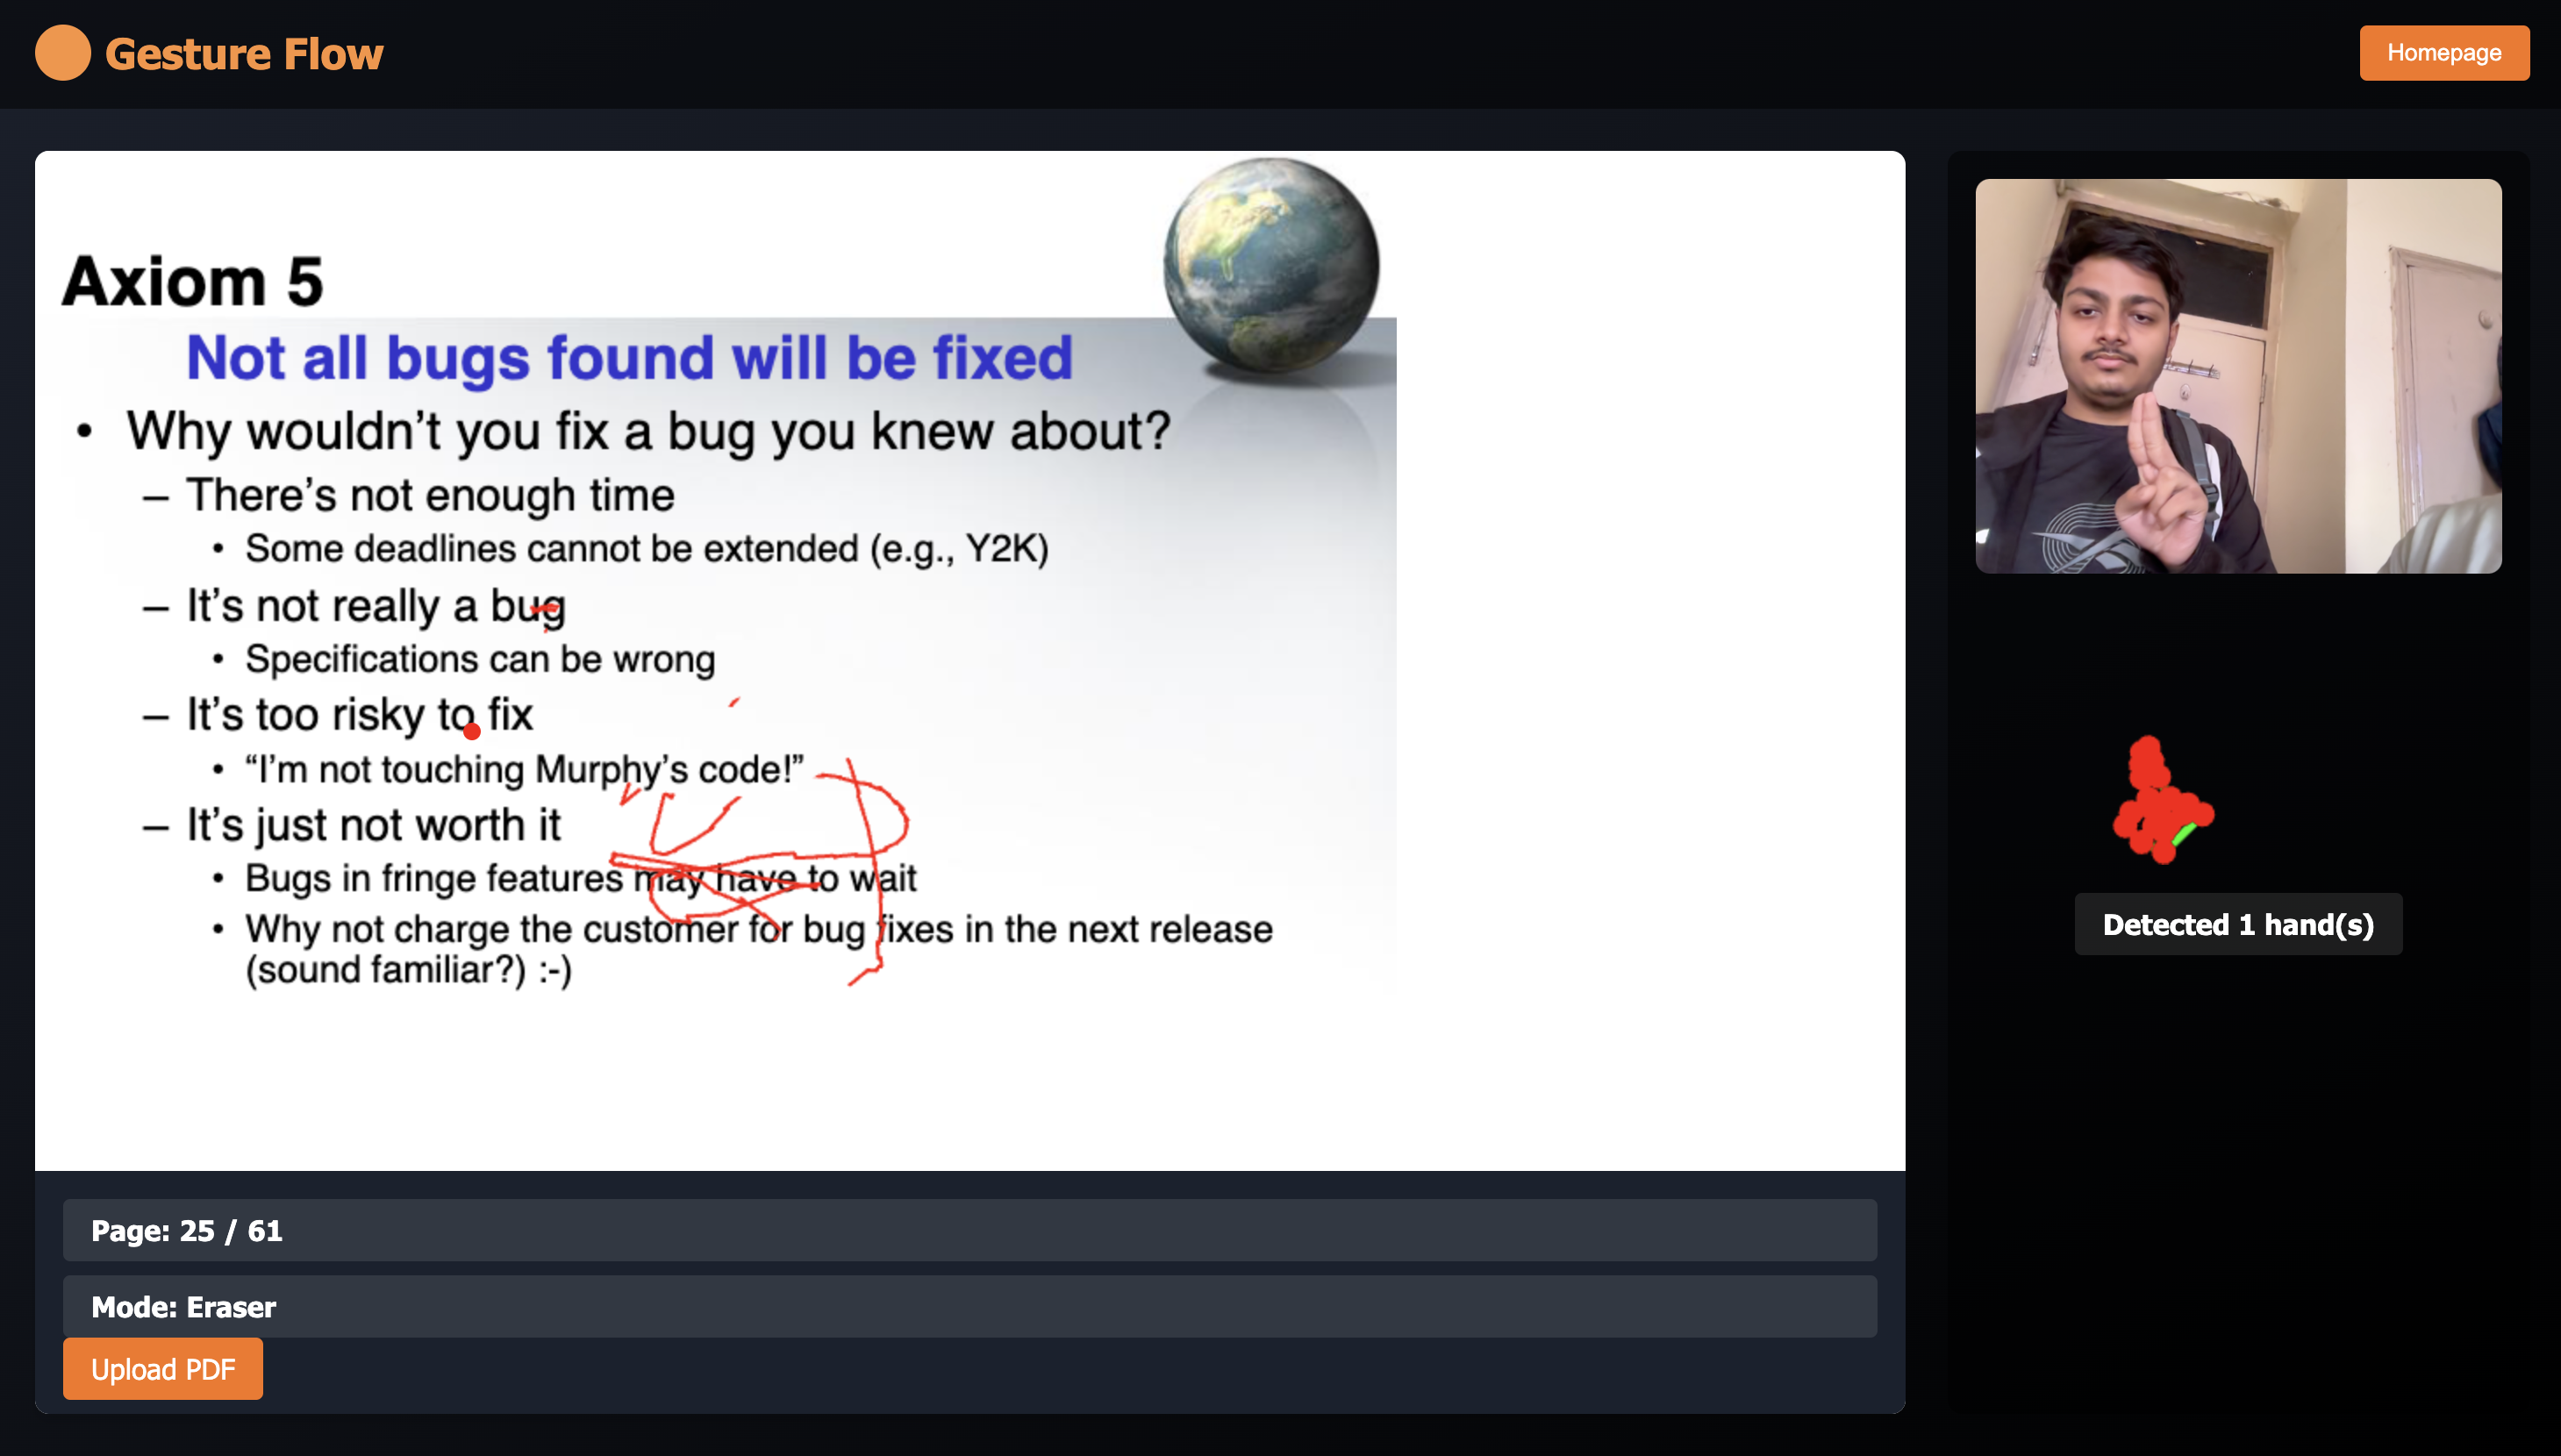 Gesture Flow
Homepage
Axiom 5
Not all bugs found will be fixed
• Why wouldn’t you fix a bug you knew about?
– There’s not enough time
• Some deadlines cannot be extended (e.g., Y2K)
– It’s not really a bug
• Specifications can be wrong
– It’s too risky to fix
• “I’m not touching Murphy’s code!”
– It’s just not worth it
• Bugs in fringe features may have to wait
• Why not charge the customer for bug fixes in the next release
(sound familiar?) :-)
Detected 1 hand(s)
Page: 25 / 61
Mode: Eraser
Upload PDF